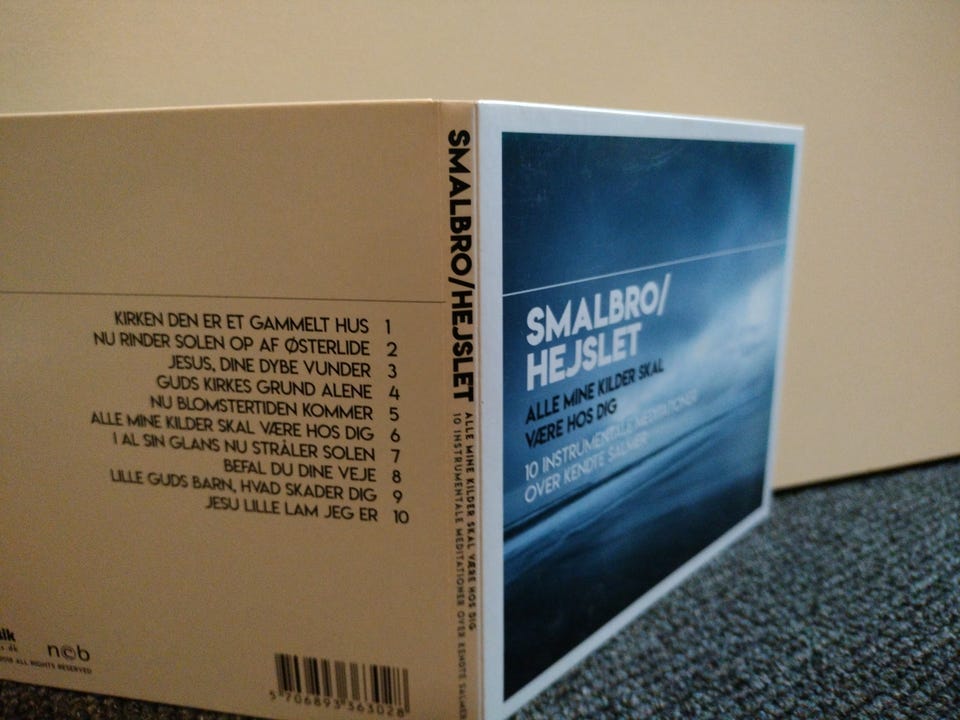 KIRKEN DEN ER ET GAMMELT HUS 1
NU RINDER SOLEN OP AF ØSTERLIDE 2
JESUS, DINE DYBE VUNDER 3
GUDS KIRKES GRUND ALENE 4
NU BLOMSTERTIDEN KOMMER 5
ALLE MINE KILDER SKAL VÆRE HOS DIG 6
I AL SIN GLANS NU STRÅLER SOLEN 7
BEFAL DU DINE VEJE 8
LILLE GUDS BARN, HVAD SKADER DIG 9
JESU LILLE LAM JEG ER 10
n©b
ALL RIGHTS RESERVED
5 706893 363028
SMALBRO/HEJSLET
ALLE MINE KILDER SKAL VÆRE HOS DIG
10 INSTRUMENTALE MEDITATIONER OVER KENDTE SALMER
SMALBRO/
HEJSLET
ALLE MINE KILDER SKAL
VÆRE HOS DIG
10 INSTRUMENTALE MEDITATIONER
OVER KENDTE SALMER